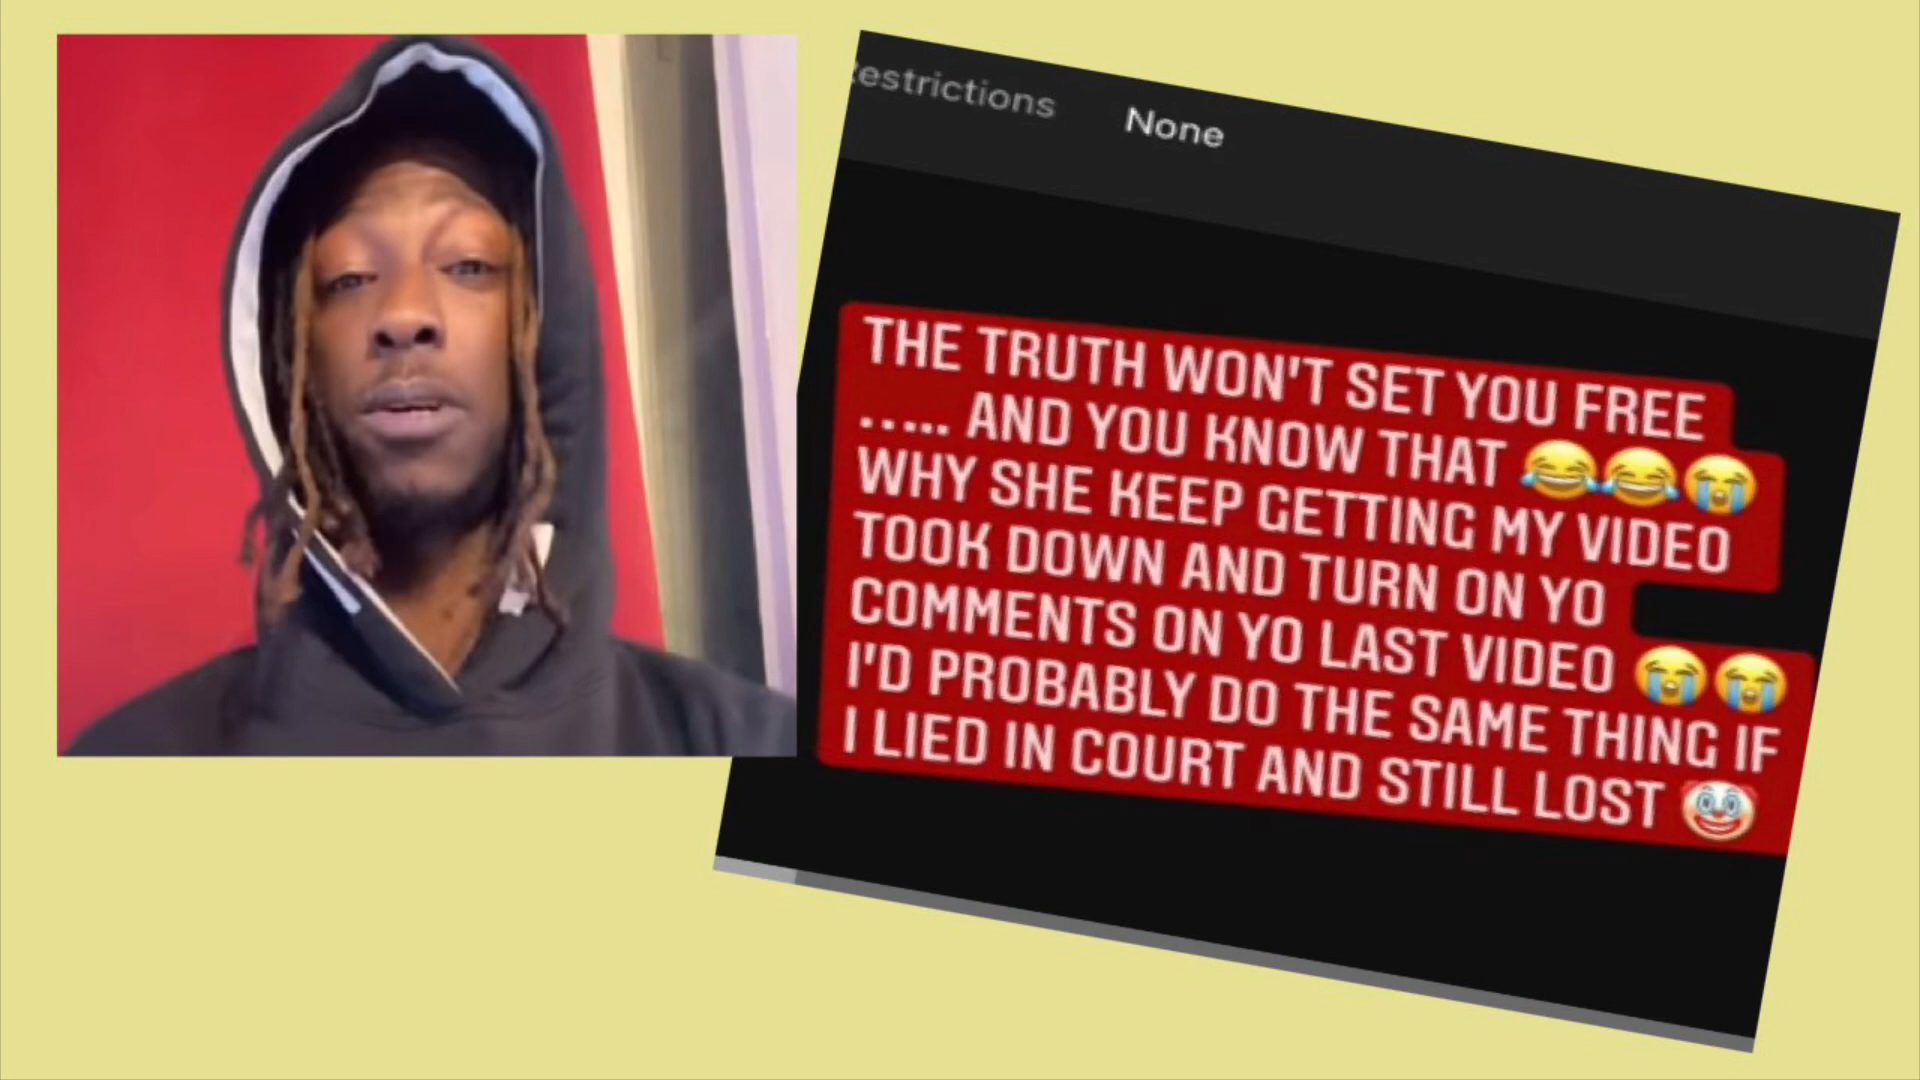 estrictions None
THE TRUTH WON'T SET YOU FREE
..... AND YOU KNOW THAT 😂😂😭
WHY SHE KEEP GETTING MY VIDEO
TOOK DOWN AND TURN ON YO
COMMENTS ON YO LAST VIDEO 😭😭
I'D PROBABLY DO THE SAME THING IF
I LIED IN COURT AND STILL LOST 🤡